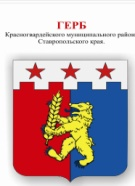 ГЕРБ
Красногвардейского муниципального района
Ставропольского края.